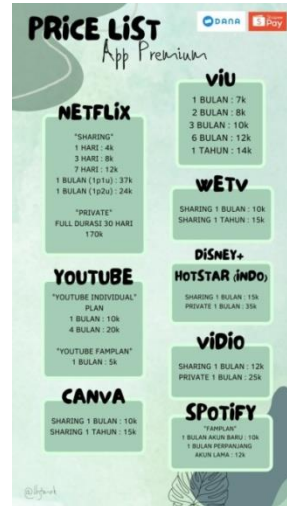 PRiCE LiST
App Premium
DANA
Pay
NETFLiX
"SHARING"
1 HARI : 4k
3 HARI : 8k
7 HARI : 12k
1 BULAN (1p1u) : 37k
1 BULAN (1p2u) : 24k
"PRIVATE"
FULL DURASI 30 HARI
170k
YOUTUBE
"YOUTUBE INDIVIDUAL"
PLAN
1 BULAN : 10k
4 BULAN : 20k
"YOUTUBE FAMPLAN"
1 BULAN : 5k
CANVA
SHARING 1 BULAN : 10k
SHARING 1 TAHUN : 15k
ViU
1 BULAN : 7k
2 BULAN : 8k
3 BULAN : 10k
6 BULAN : 12k
1 TAHUN : 14k
WETV
SHARING 1 BULAN : 10k
SHARING 1 TAHUN : 15k
DiSNEY+
HOTSTAR (iNDO)
SHARING 1 BULAN : 15k
PRIVATE 1 BULAN : 35k
ViDiO
SHARING 1 BULAN : 12k
PRIVATE 1 BULAN : 25k
SPOTiFY
"FAMPLAN"
1 BULAN AKUN BARU : 10k
1 BULAN PERPANJANG
AKUN LAMA : 12k